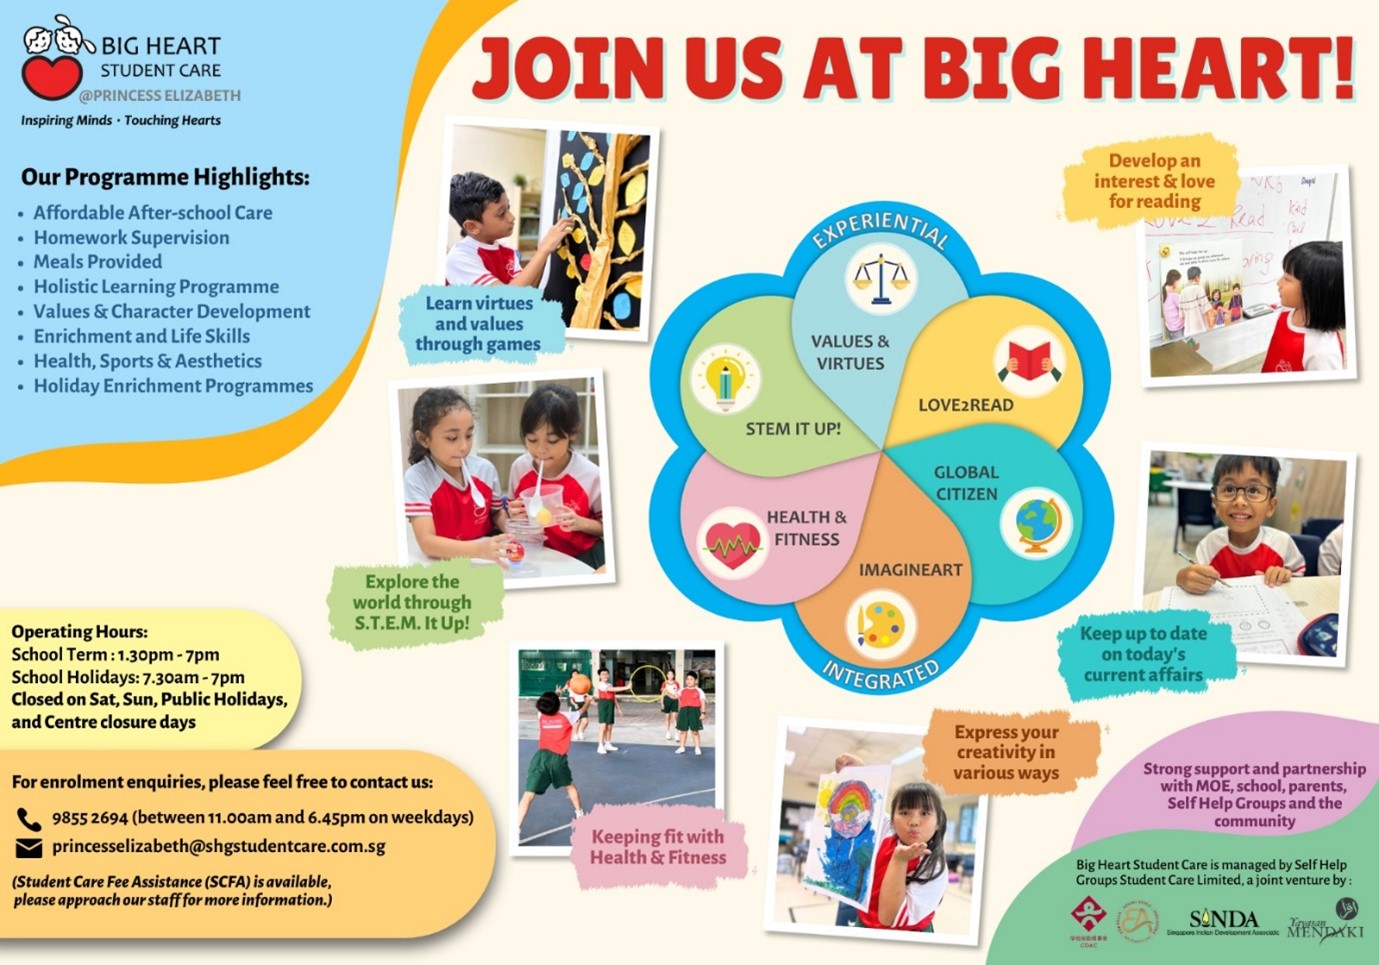 BIG HEART
STUDENT CARE
@PRINCESS ELIZABETH
Inspiring Minds · Touching Hearts
JOIN US AT BIG HEART!
Our Programme Highlights:
• Affordable After-school Care
• Homework Supervision
• Meals Provided
• Holistic Learning Programme
• Values & Character Development
• Enrichment and Life Skills
• Health, Sports & Aesthetics
• Holiday Enrichment Programmes
Learn virtues
and values
through games
Develop an
interest & love
for reading
Explore the
world through
S.T.E.M. It Up!
EXPERIENTIAL
VALUES &
VIRTUES
LOVE2READ
STEM IT UP!
GLOBAL
CITIZEN
HEALTH &
FITNESS
IMAGINEART
INTEGRATED
Keep up to date
on today's
current affairs
Express your
creativity in
various ways
Keeping fit with
Health & Fitness
Operating Hours:
School Term : 1.30pm - 7pm
School Holidays: 7.30am - 7pm
Closed on Sat, Sun, Public Holidays,
and Centre closure days
For enrolment enquiries, please feel free to contact us:
9855 2694 (between 11.00am and 6.45pm on weekdays)
princesselizabeth@shgstudentcare.com.sg
(Student Care Fee Assistance (SCFA) is available,
please approach our staff for more information.)
Strong support and partnership
with MOE, school, parents,
Self Help Groups and the
community
Big Heart Student Care is managed by Self Help
Groups Student Care Limited, a joint venture by :
CDAC
EA
SINDA
Singapore Indian Development Association
Yayasan
MENDAKI
Read